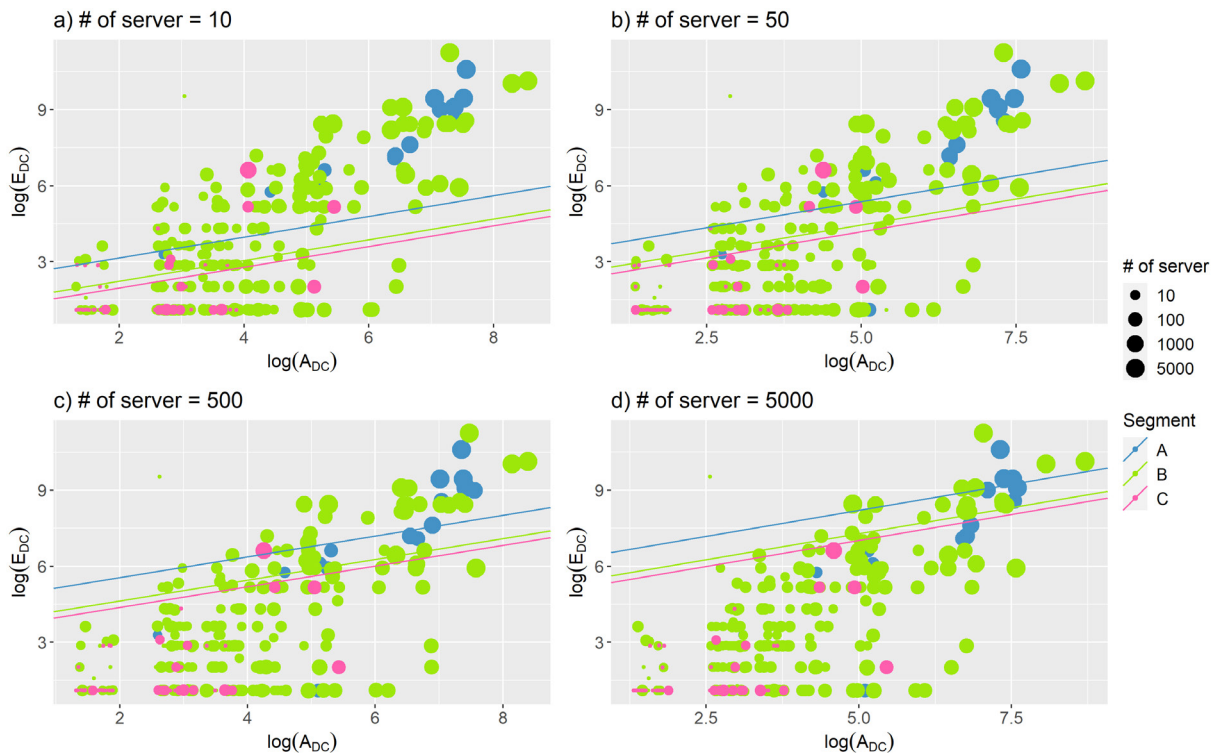 a) # of server = 10
b) # of server = 50
9
6
3
log(E_DC)
2
4
6
8
log(A_DC)
9
6
3
log(E_DC)
2.5
5.0
7.5
log(A_DC)
# of server
10
100
1000
5000
c) # of server = 500
d) # of server = 5000
9
6
3
log(E_DC)
2
4
6
8
log(A_DC)
9
6
3
log(E_DC)
2.5
5.0
7.5
log(A_DC)
Segment
A
B
C